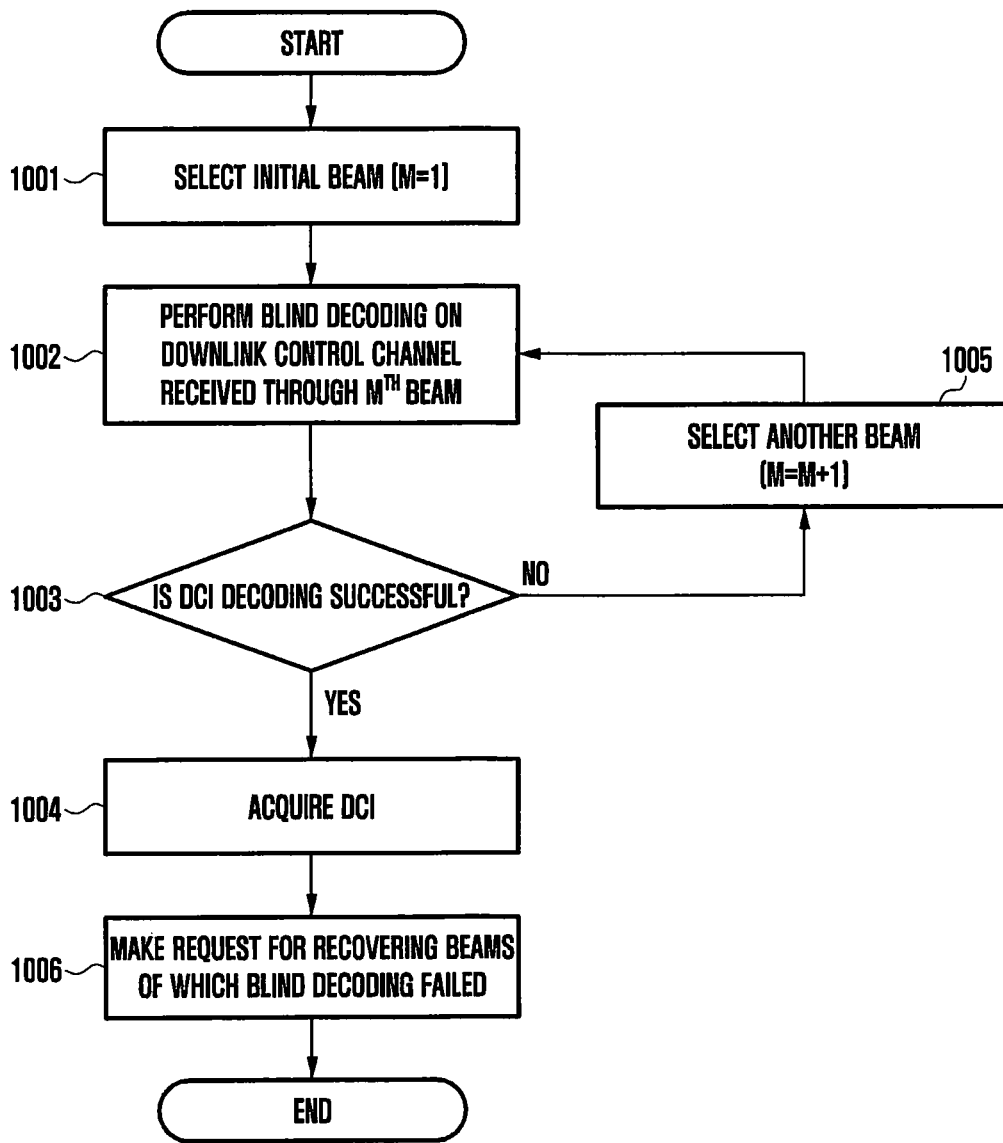 START
1001
SELECT INITIAL BEAM (M=1)
1002
PERFORM BLIND DECODING ON
DOWNLINK CONTROL CHANNEL
RECEIVED THROUGH MTH BEAM
1005
SELECT ANOTHER BEAM
(M=M+1)
1003
IS DCI DECODING SUCCESSFUL?
NO
YES
1004
ACQUIRE DCI
1006
MAKE REQUEST FOR RECOVERING BEAMS
OF WHICH BLIND DECODING FAILED
END